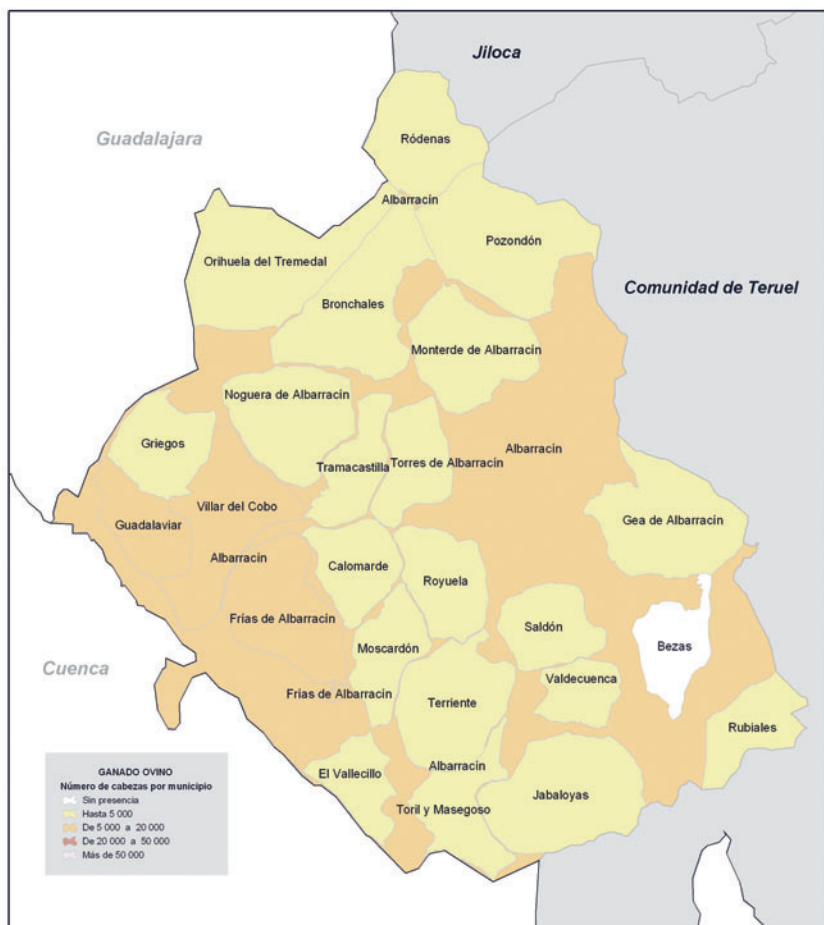 Jiloca
Guadalajara
Ródenas
Albarracín
Pozondón
Orihuela del Tremedal
Comunidad de Teruel
Bronchales
Monterde de Albarracín
Noguera de Albarracín
Griegos
Albarracín
Tramacastilla
Torres de Albarracín
Villar del Cobo
Guadalaviar
Gea de Albarracín
Albarracín
Calomarde
Royuela
Frías de Albarracín
Saldón
Moscardón
Bezas
Cuenca
Valdecuenca
Frías de Albarracín
Terriente
Rubiales
Albarracín
El Vallecillo
Jabaloyas
Toril y Masegoso
GANADO OVINO
Número de cabezas por municipio
Sin presencia
Hasta 5 000
De 5 000 a 20 000
De 20 000 a 50 000
Más de 50 000